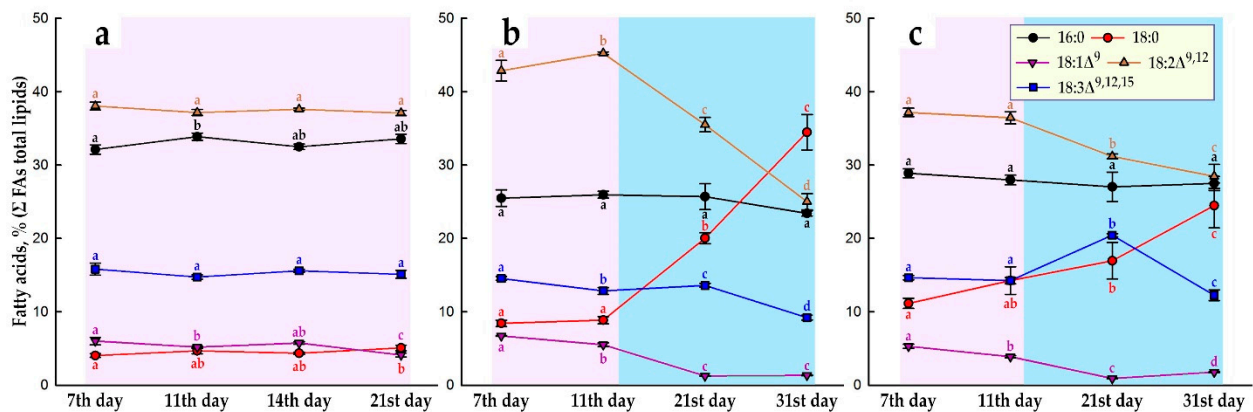 Fatty acids, % (Σ FAs total lipids)
50
40
30
20
10
0
a
a a a a
a b ab ab
a a a a
a b ab c
a ab ab b
7th day 11th day 14th day 21st day
50
40
30
20
10
0
b
a b c d
a a a a
a b c d
a a b c
a b c c
7th day 11th day 21st day 31st day
50
40
30
20
10
0
c
16:0 18:0
18:1Δ⁹ 18:2Δ⁹,¹²
18:3Δ⁹,¹²,¹⁵
a a b c
a a a a
a a b c
a ab b c
a b c d
7th day 11th day 21st day 31st day